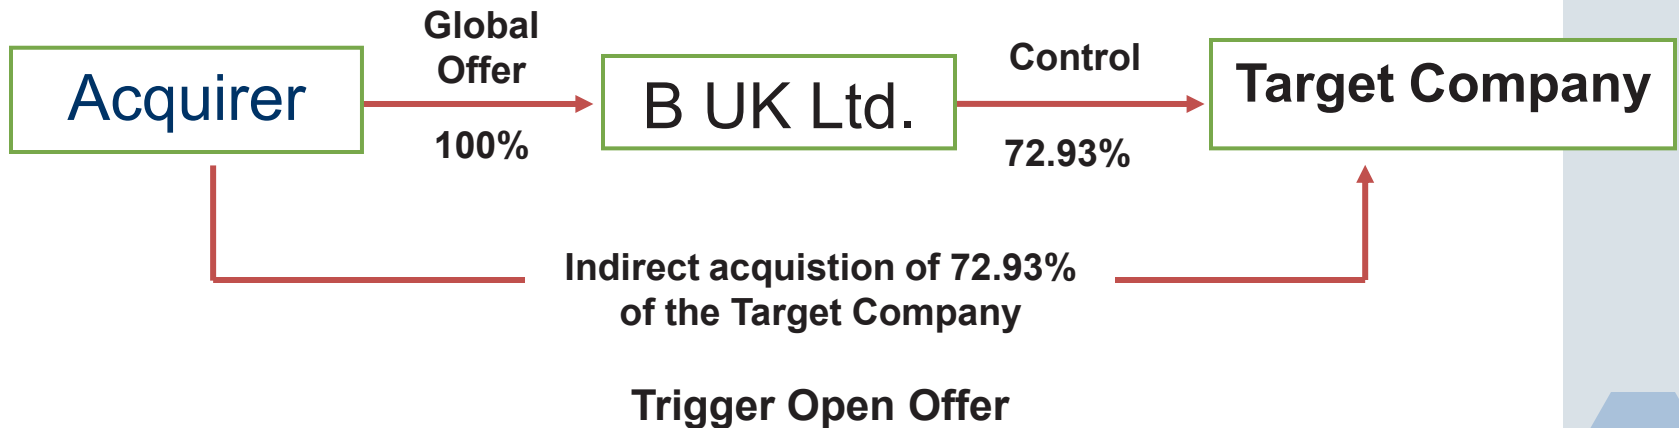 Global
Offer
Acquirer
100%
B UK Ltd.
Control
72.93%
Target Company
Indirect acquistion of 72.93%
of the Target Company
Trigger Open Offer